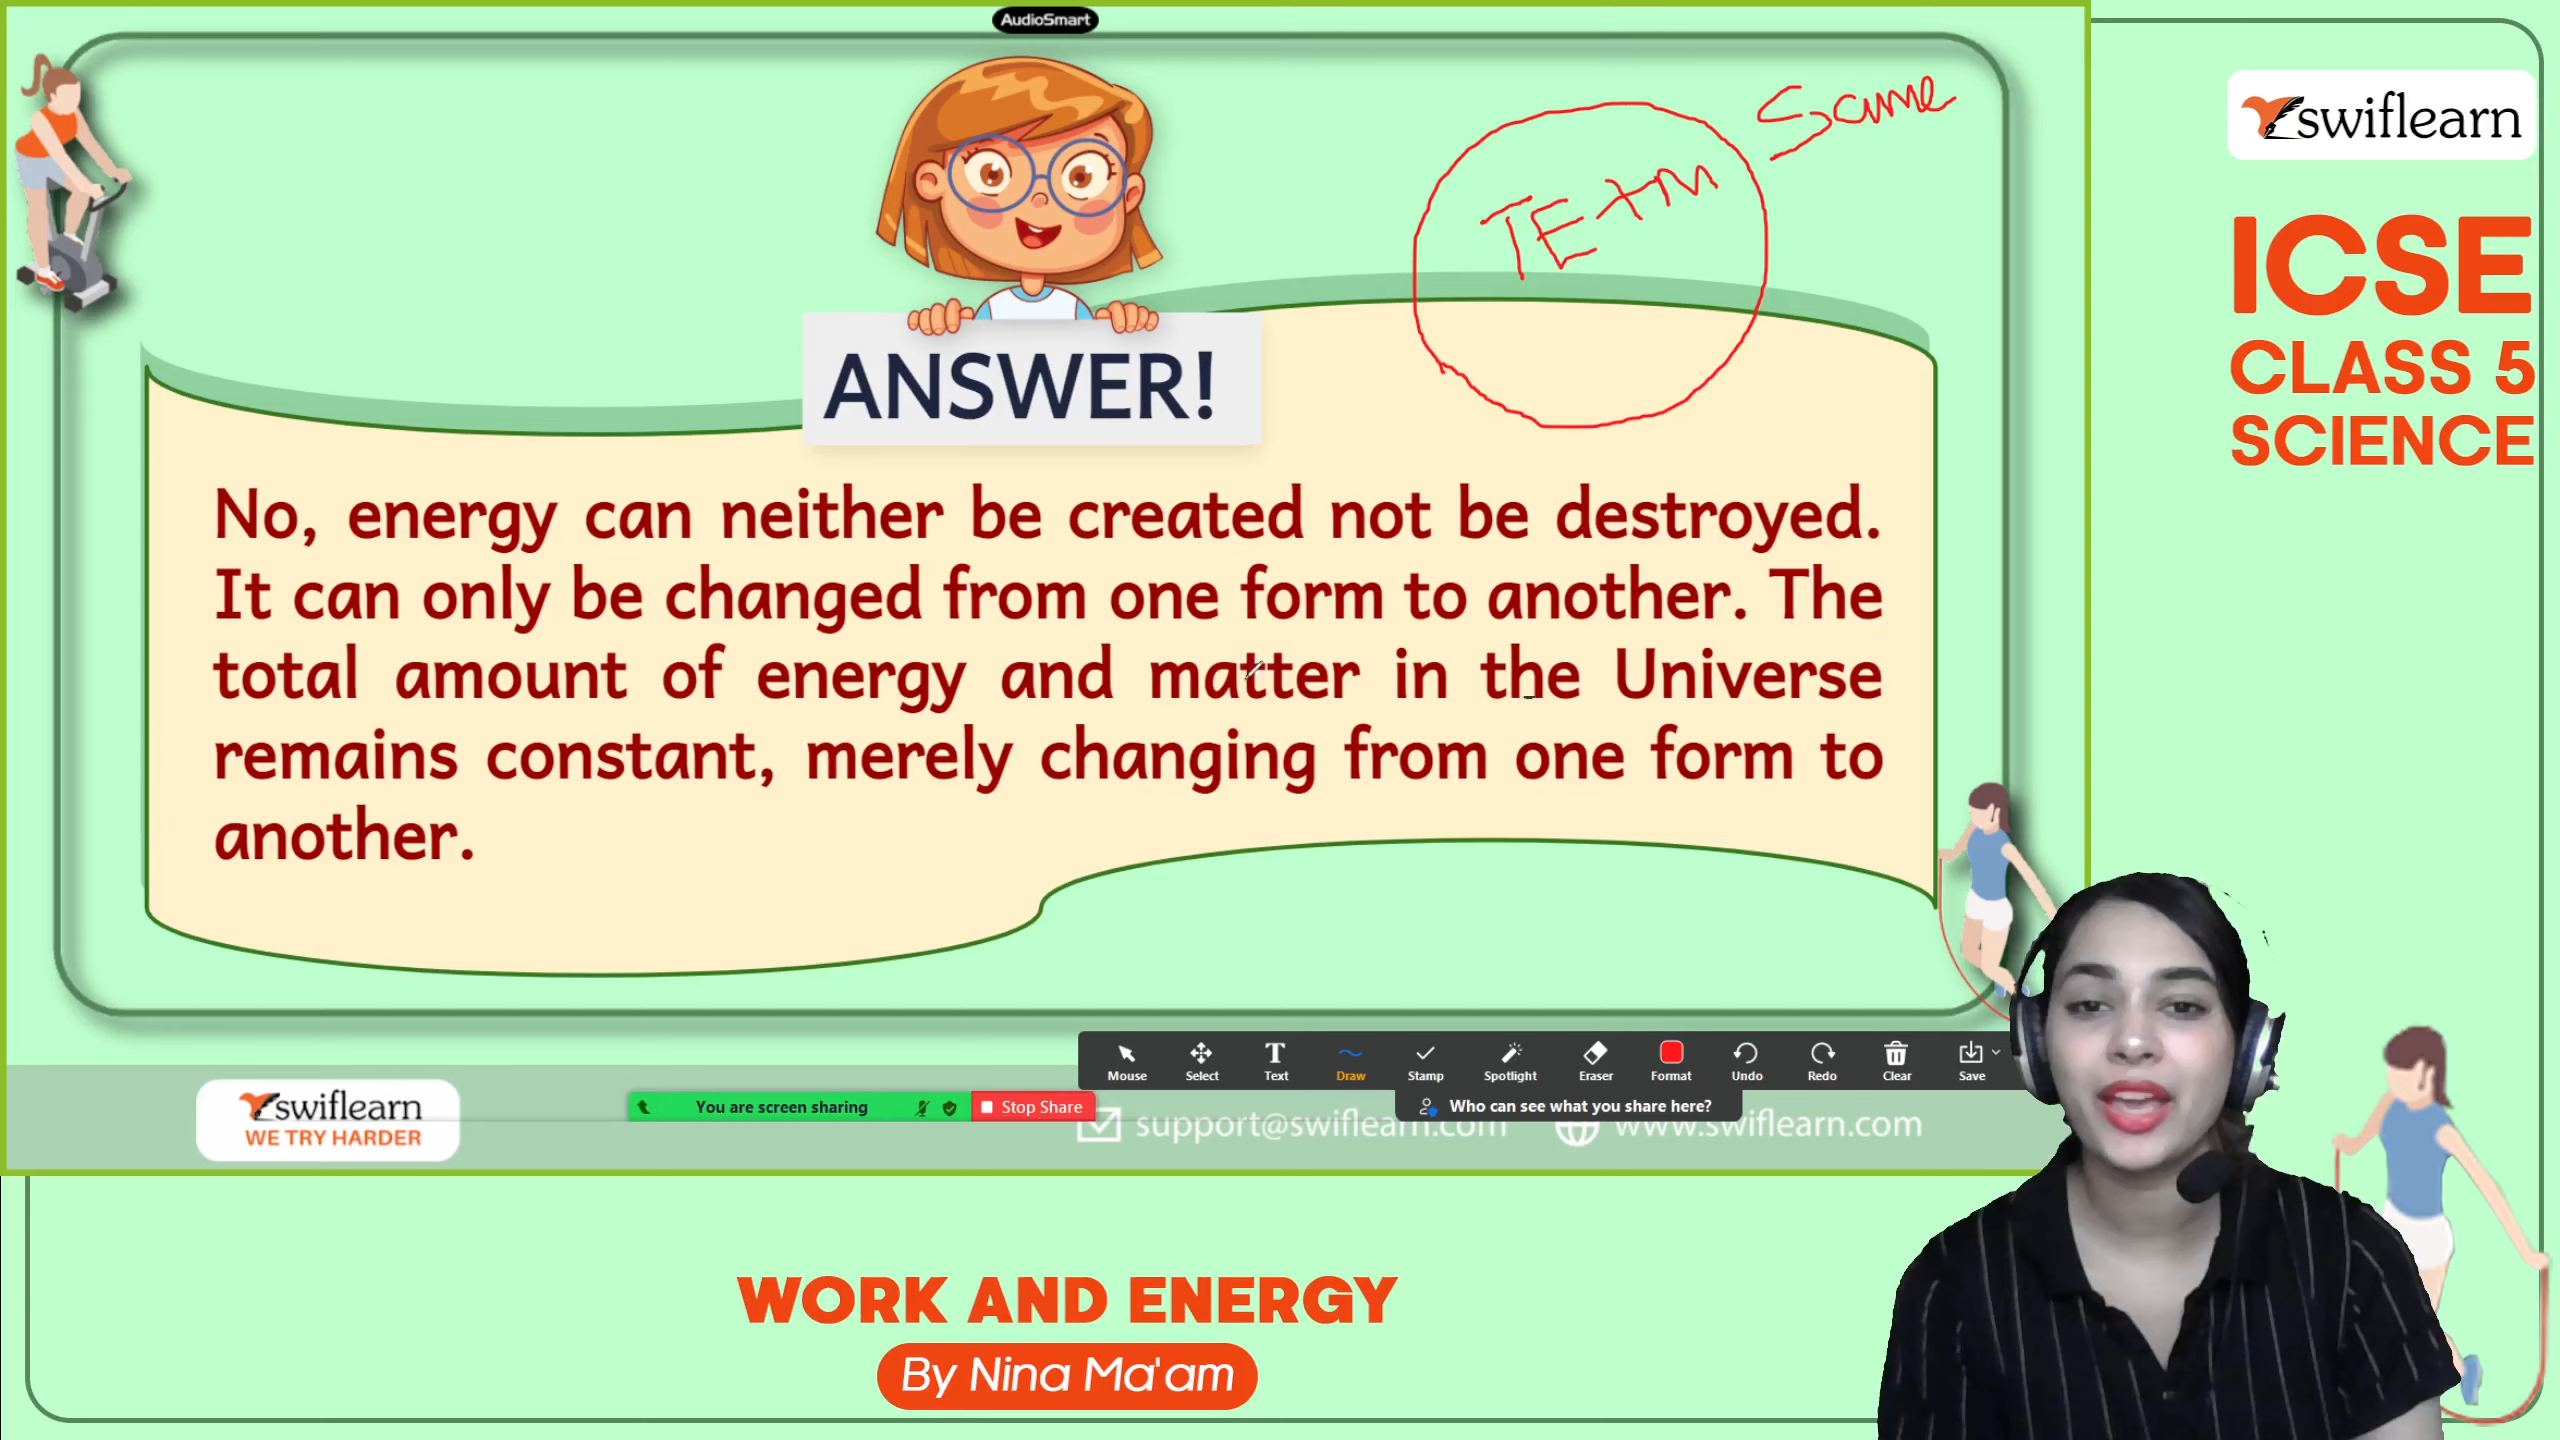 AudioSmart
Same
TE+m
swiflearn
ICSE
CLASS 5
SCIENCE
ANSWER!
No, energy can neither be created not be destroyed.
It can only be changed from one form to another. The
total amount of energy and matter in the Universe
remains constant, merely changing from one form to
another.
Mouse Select Text Draw Stamp Spotlight Eraser Format Undo Redo Clear Save
swiflearn
WE TRY HARDER
You are screen sharing Stop Share
Who can see what you share here?
support@swiflearn.com www.swiflearn.com
WORK AND ENERGY
By Nina Ma'am